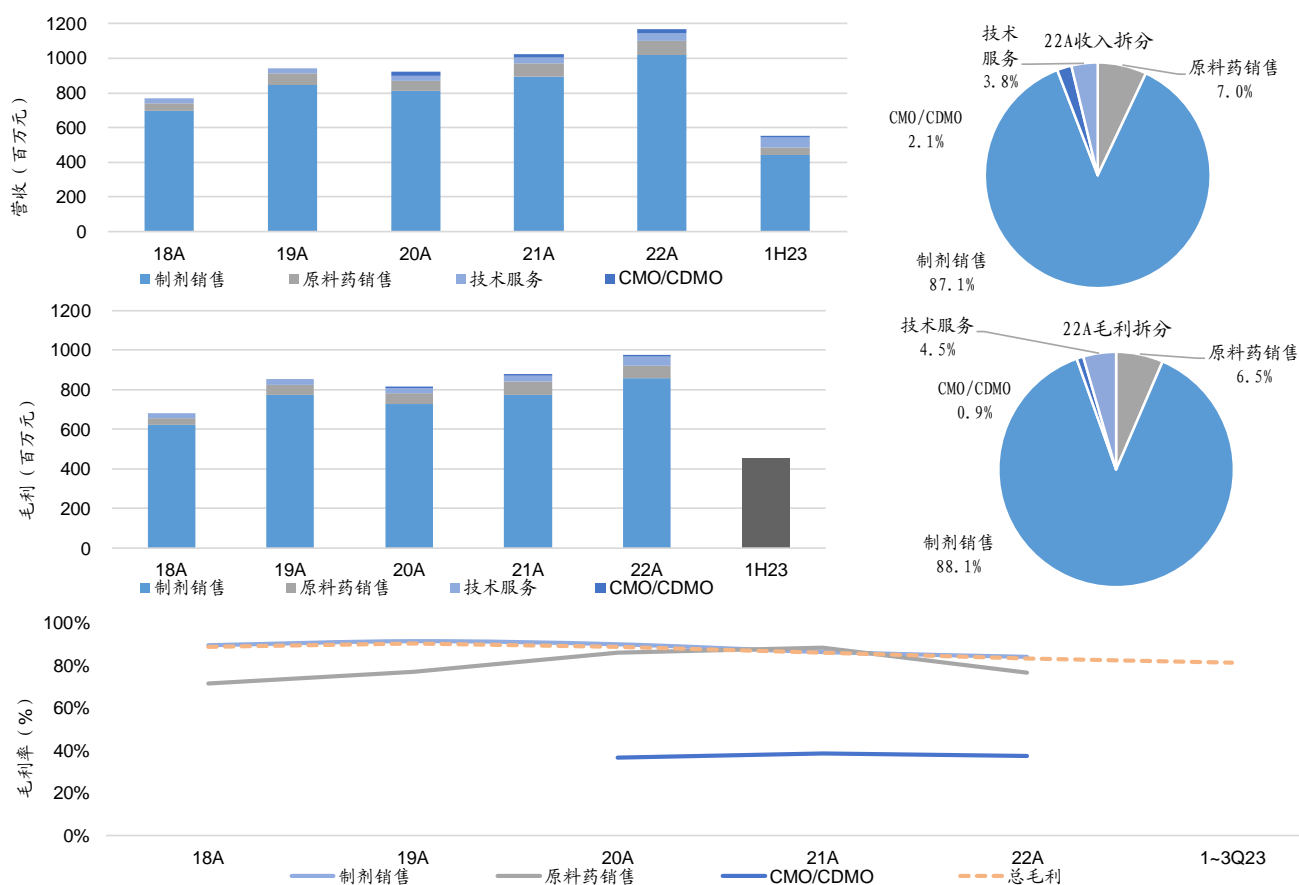 营收（百万元）
1200
1000
800
600
400
200
0
18A 19A 20A 21A 22A 1H23
制剂销售 原料药销售 技术服务 CMO/CDMO
22A收入拆分
技术
服务
3.8%
原料药销售
7.0%
CMO/CDMO
2.1%
制剂销售
87.1%
毛利（百万元）
1200
1000
800
600
400
200
0
18A 19A 20A 21A 22A 1H23
制剂销售 原料药销售 技术服务 CMO/CDMO
22A毛利拆分
技术服务
4.5%
原料药销售
6.5%
CMO/CDMO
0.9%
制剂销售
88.1%
毛利率（%）
100%
80%
60%
40%
20%
0%
18A 19A 20A 21A 22A 1~3Q23
制剂销售 原料药销售 CMO/CDMO 总毛利